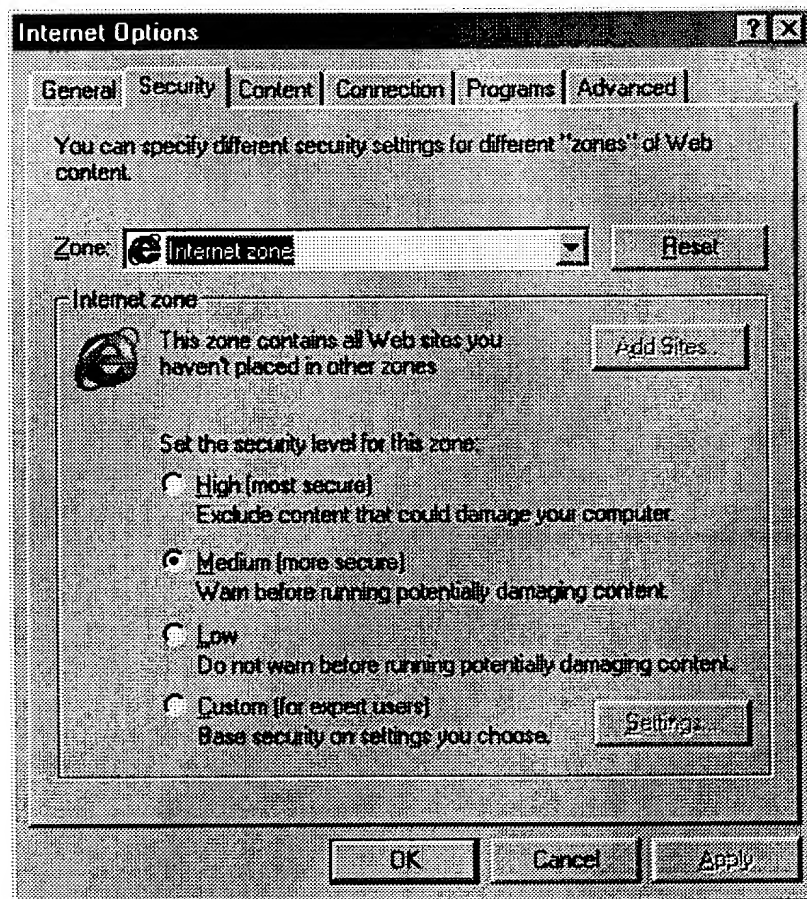 Internet Options
General Security Content Connection Programs Advanced
You can specify different security settings for different "zones" of Web
content.
Zone: Internet zone Reset
Internet zone
This zone contains all Web sites you
haven't placed in other zones
Add Sites...
Set the security level for this zone:
High (most secure)
Exclude content that could damage your computer.
Medium (more secure)
Warn before running potentially damaging content.
Low
Do not warn before running potentially damaging content.
Custom (for expert users)
Base security on settings you choose.
Settings...
OK Cancel Apply